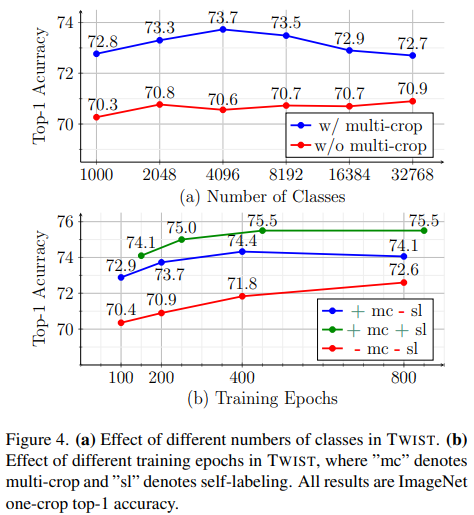 74
72
70
Top-1 Acurracy
72.8 73.3 73.7 73.5 72.9 72.7
70.3 70.8 70.6 70.7 70.7 70.9
w/ multi-crop
w/o multi-crop
1000 2048 4096 8192 16384 32768
(a) Number of Classes
76
74
72
70
Top-1 Acurracy
74.1 75.0 75.5 75.5
72.9 73.7 74.4 74.1
70.4 70.9 71.8 72.6
+ mc - sl
+ mc + sl
- mc - sl
100 200 400 800
(b) Training Epochs
Figure 4. (a) Effect of different numbers of classes in TWIST. (b)
Effect of different training epochs in TWIST, where ”mc” denotes
multi-crop and ”sl” denotes self-labeling. All results are ImageNet
one-crop top-1 accuracy.